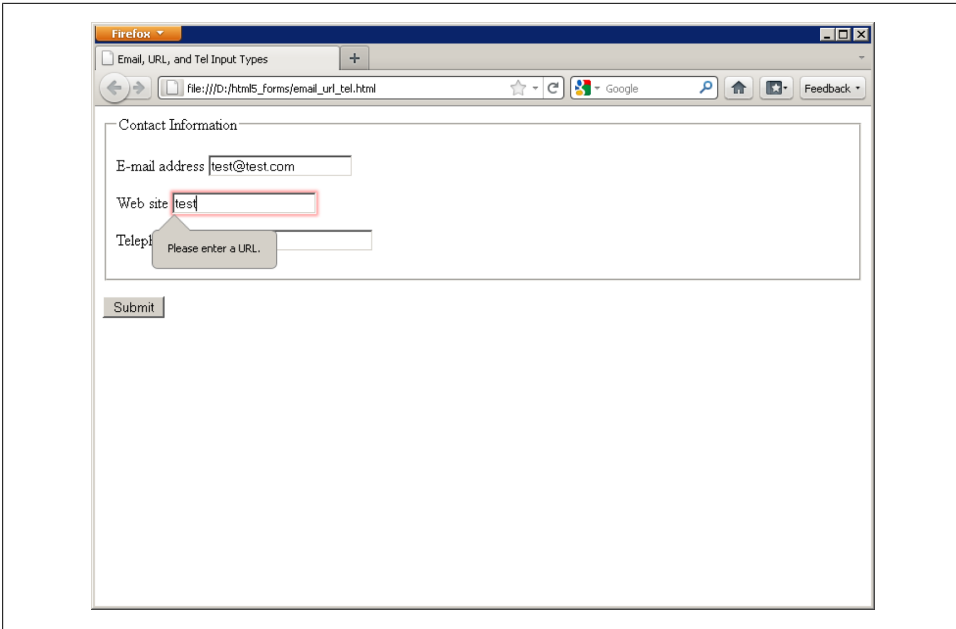 Firefox
Email, URL, and Tel Input Types
file:///D:/html5_forms/email_url_tel.html Google Feedback
Contact Information
E-mail address test@test.com
Web site test
Please enter a URL.
Submit